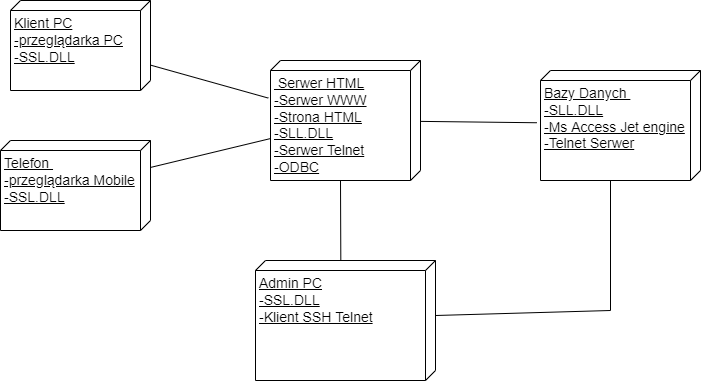 Klient PC
-przeglądarka PC
-SSL.DLL
Serwer HTML
-Serwer WWW
-Strona HTML
-SLL.DLL
-Serwer Telnet
-ODBC
Bazy Danych
-SLL.DLL
-Ms Access Jet engine
-Telnet Serwer
Telefon
-przeglądarka Mobile
-SSL.DLL
Admin PC
-SSL.DLL
-Klient SSH Telnet